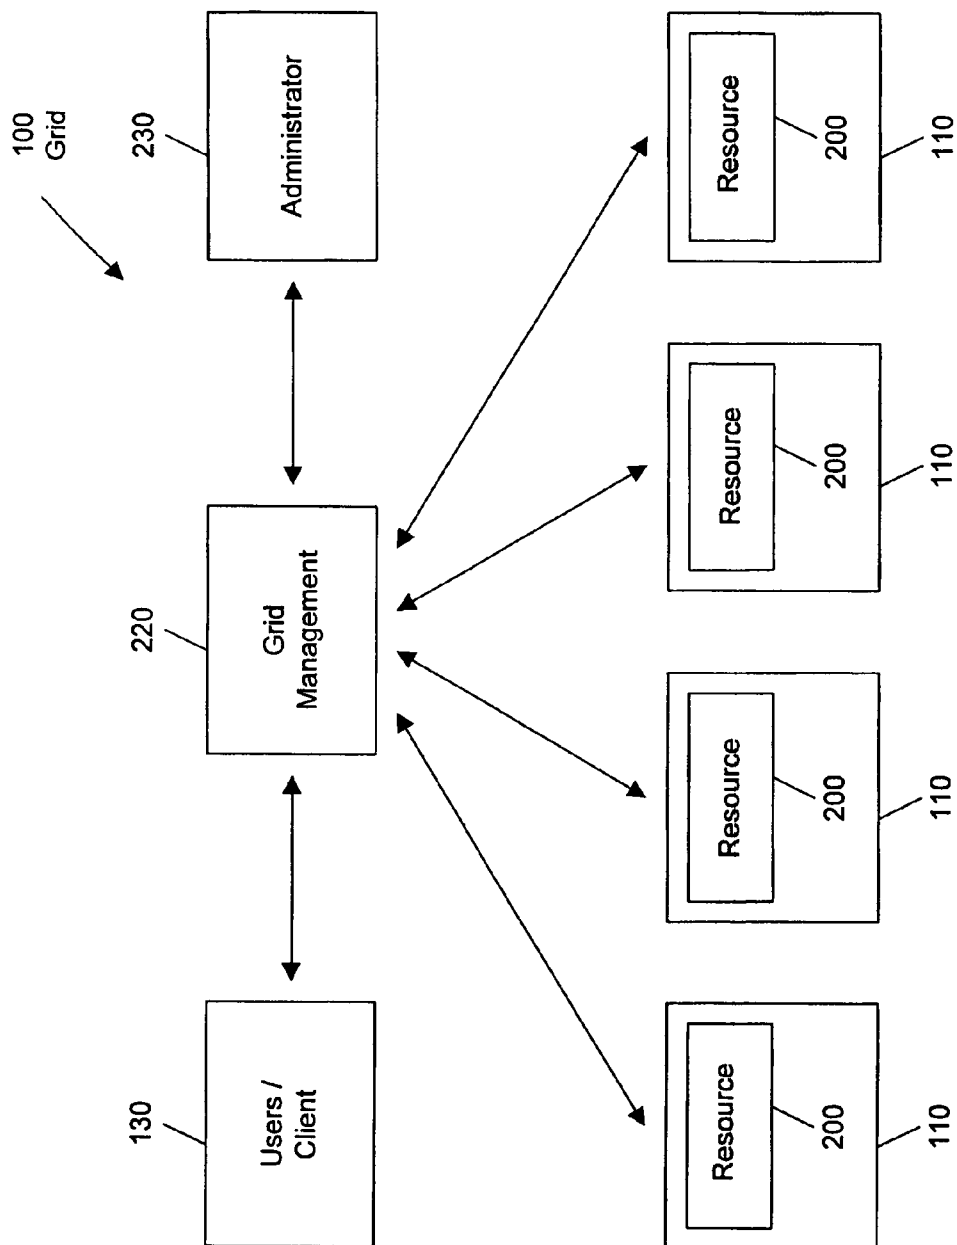 100
Grid
130
220
230
Users /
Client
Grid
Management
Administrator
Resource
Resource
Resource
Resource
200
200
200
200
110
110
110
110